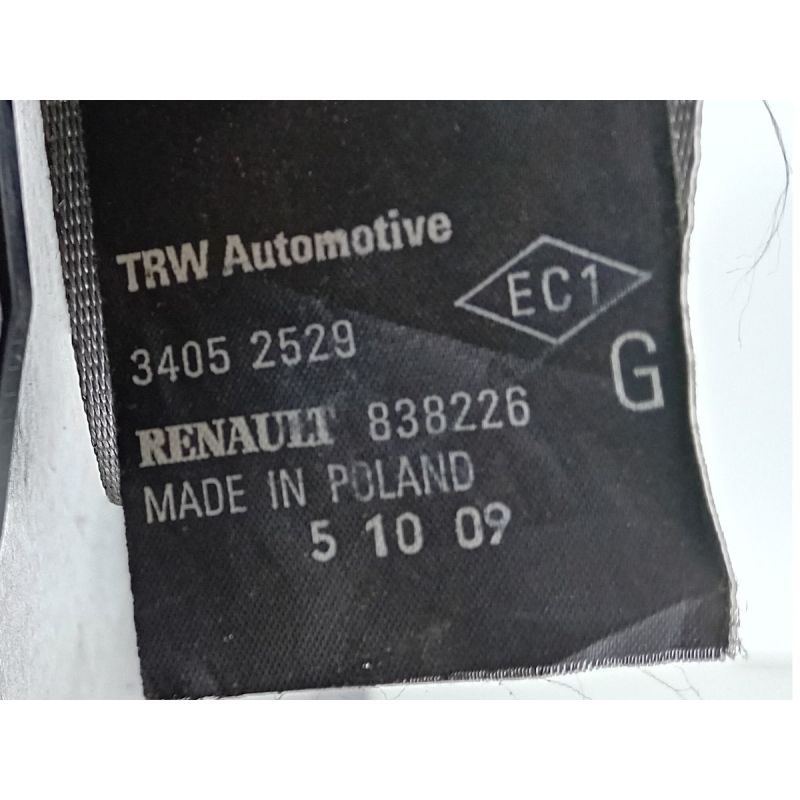 TRW Automotive
EC1
3405 2529
G
RENAULT 838226
MADE IN POLAND
5 10 09